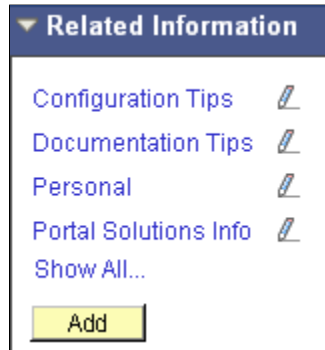 Related Information
Configuration Tips
Documentation Tips
Personal
Portal Solutions Info
Show All...
Add